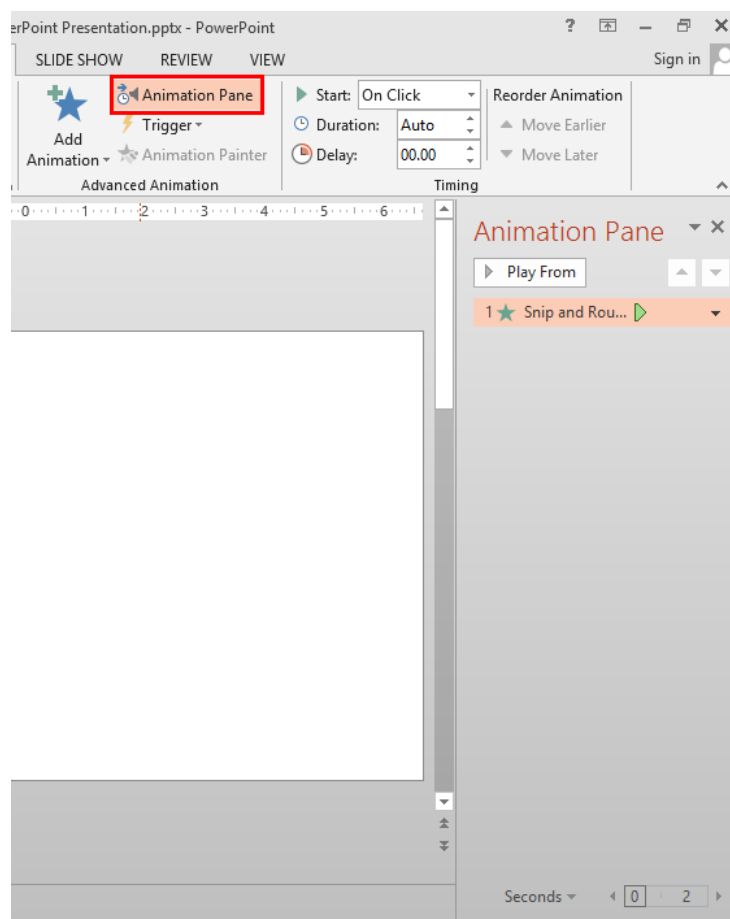 erPoint Presentation.pptx - PowerPoint ?
SLIDE SHOW REVIEW VIEW Sign in
Animation Pane Start: On Click Reorder Animation
Add Trigger Duration: Auto Move Earlier
Animation Animation Painter Delay: 00.00 Move Later
Advanced Animation Timing
0 1 2 3 4 5 6
Animation Pane
Play From
1 Snip and Rou...
Seconds 0 2